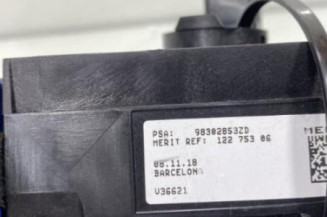 PSA: 98302853ZD
MERIT REF: 122 753 06
08.11.18
BARCELONA
V36621